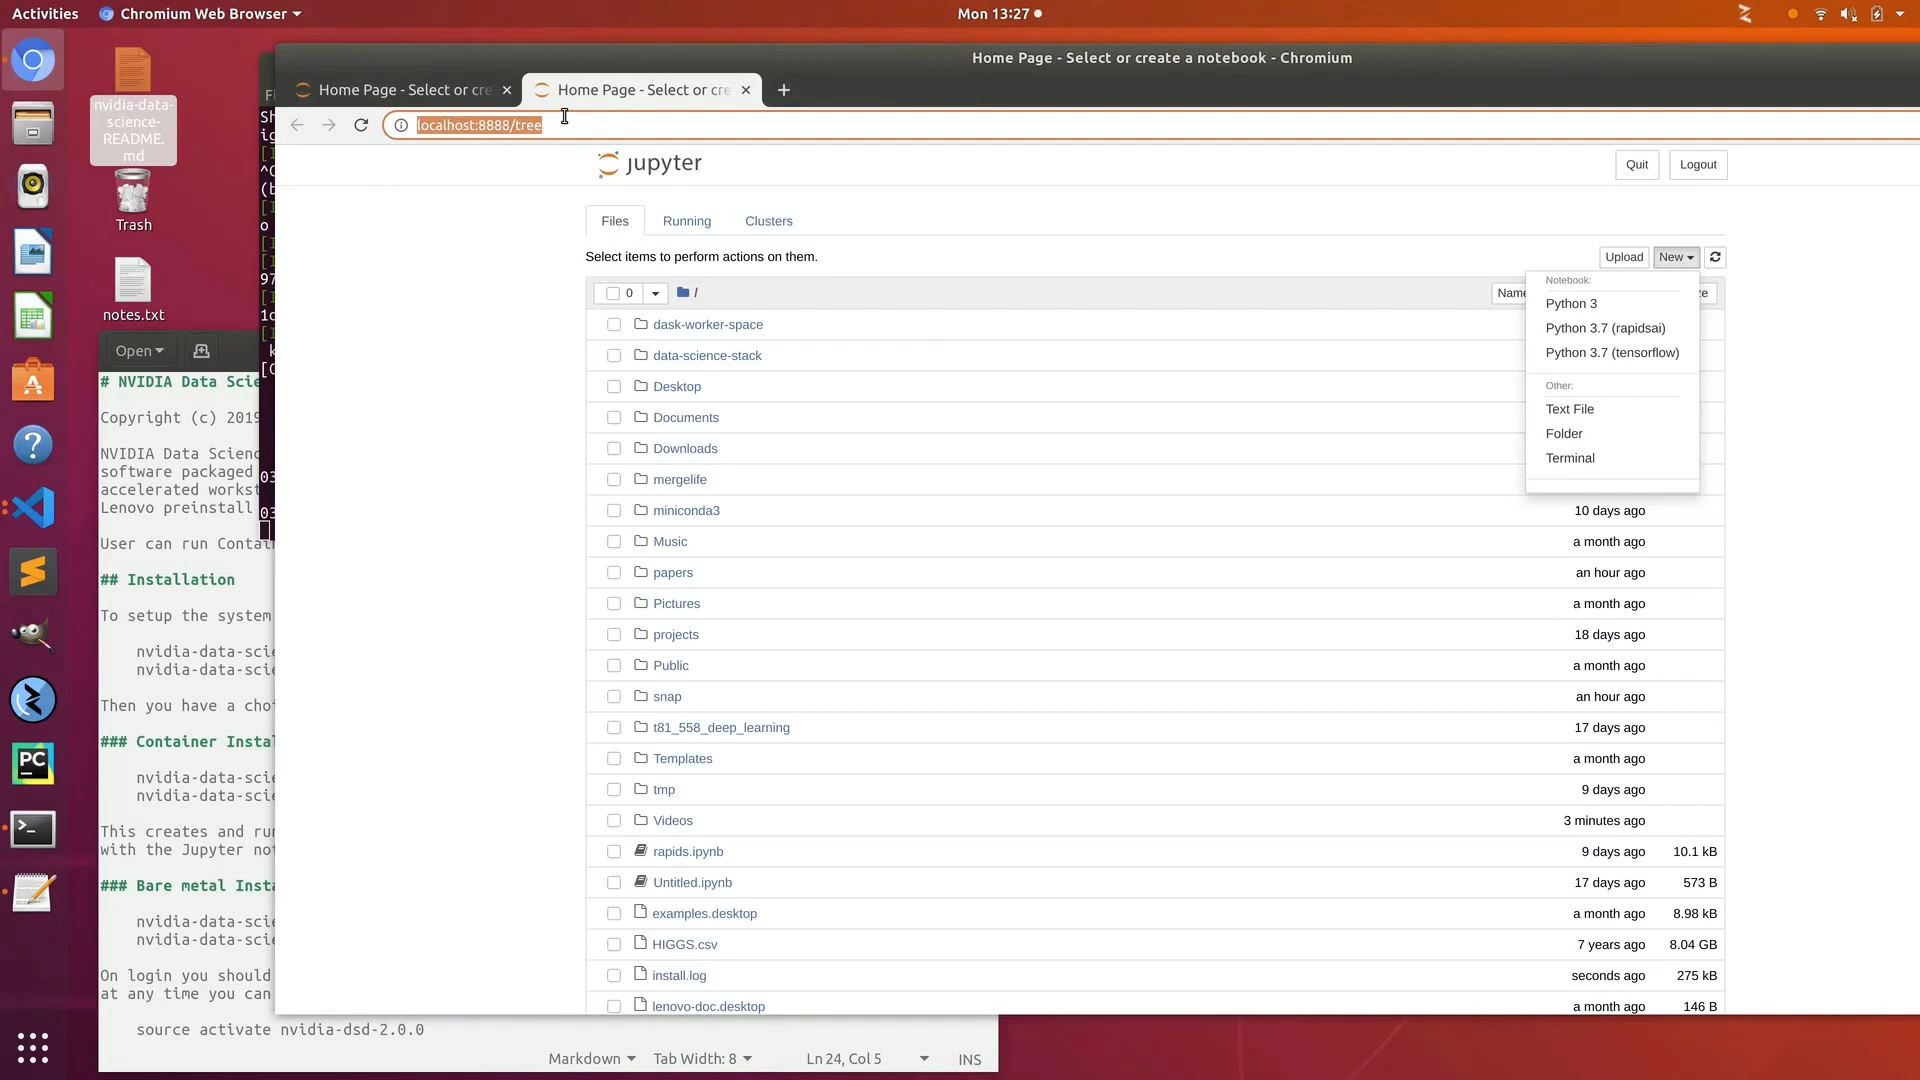 Activities
Chromium Web Browser
Mon 13:27
nvidia-data-
science-
README.
md
Trash
notes.txt
Home Page - Select or create a notebook - Chromium
Home Page - Select or cre
Home Page - Select or cre
localhost:8888/tree
jupyter
Quit
Logout
Files
Running
Clusters
Select items to perform actions on them.
Upload
New
0
/
Name
Notebook:
Python 3
Python 3.7 (rapidsai)
Python 3.7 (tensorflow)
Other:
Text File
Folder
Terminal
dask-worker-space
data-science-stack
Desktop
Documents
Downloads
mergelife
miniconda3 10 days ago
Music a month ago
papers an hour ago
Pictures a month ago
projects 18 days ago
Public a month ago
snap an hour ago
t81_558_deep_learning 17 days ago
Templates a month ago
tmp 9 days ago
Videos 3 minutes ago
rapids.ipynb 9 days ago 10.1 kB
Untitled.ipynb 17 days ago 573 B
examples.desktop a month ago 8.98 kB
HIGGS.csv 7 years ago 8.04 GB
install.log seconds ago 275 kB
lenovo-doc.desktop a month ago 146 B
Open
# NVIDIA Data Scie
Copyright (c) 2019
NVIDIA Data Scienc
software packaged
accelerated workst
Lenovo preinstall
User can run Contai
## Installation
To setup the system
nvidia-data-scie
nvidia-data-scie
Then you have a choi
### Container Instal
nvidia-data-scie
nvidia-data-scie
This creates and run
with the Jupyter not
### Bare metal Insta
nvidia-data-scie
nvidia-data-scie
On login you should
at any time you can
source activate nvidia-dsd-2.0.0
Markdown
Tab Width: 8
Ln 24, Col 5
INS